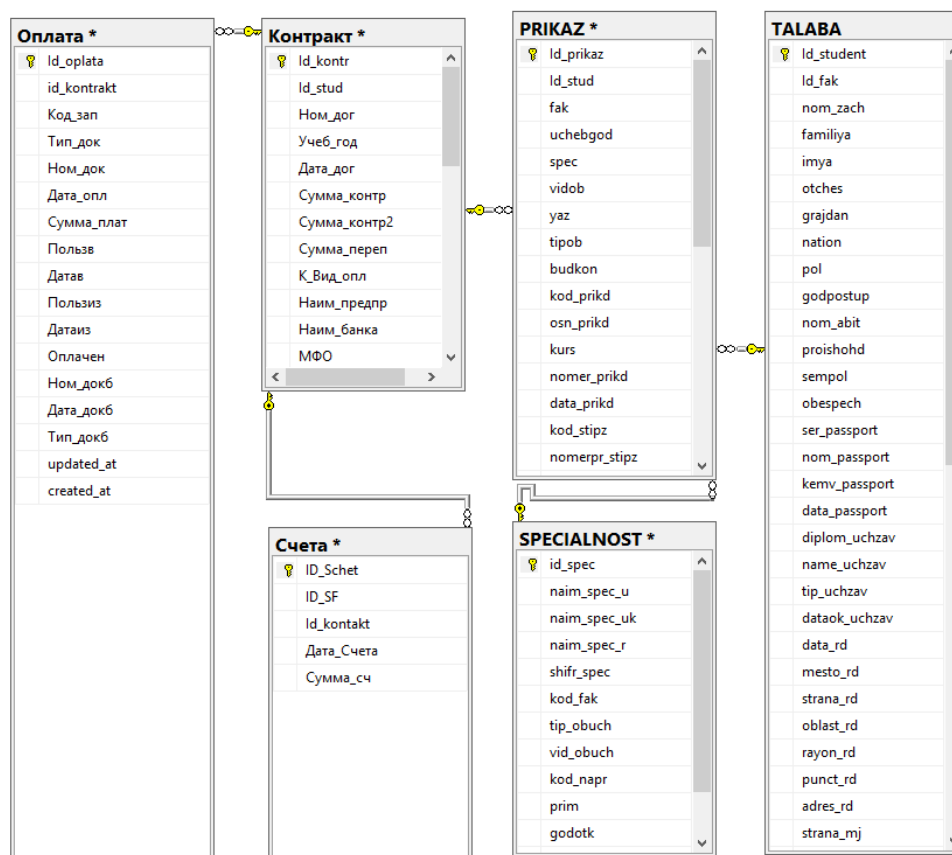 Оплата *
Id_oplata
id_kontrakt
Код_зап
Тип_док
Ном_док
Дата_опл
Сумма_плат
Пользв
Датав
Пользиз
Датаиз
Оплачен
Ном_докб
Дата_докб
Тип_докб
updated_at
created_at
Контракт *
Id_kontr
Id_stud
Ном_дог
Учеб_год
Дата_дог
Сумма_контр
Сумма_контр2
Сумма_переп
К_Вид_опл
Наим_предпр
Наим_банка
МФО
Счета *
ID_Schet
ID_SF
Id_kontakt
Дата_Счета
Сумма_сч
PRIKAZ *
Id_prikaz
Id_stud
fak
uchebgod
spec
vidob
yaz
tipob
budkon
kod_prikd
osn_prikd
kurs
nomer_prikd
data_prikd
kod_stipz
nomerpr_stipz
SPECIALNOST *
id_spec
naim_spec_u
naim_spec_uk
naim_spec_r
shifr_spec
kod_fak
tip_obuch
vid_obuch
kod_napr
prim
godotk
TALABA
Id_student
Id_fak
nom_zach
familiya
imya
otches
grajdan
nation
pol
godpostup
nom_abit
proishohd
sempol
obespech
ser_passport
nom_passport
kemv_passport
data_passport
diplom_uchzav
name_uchzav
tip_uchzav
dataok_uchzav
data_rd
mesto_rd
strana_rd
oblast_rd
rayon_rd
punct_rd
adres_rd
strana_mj